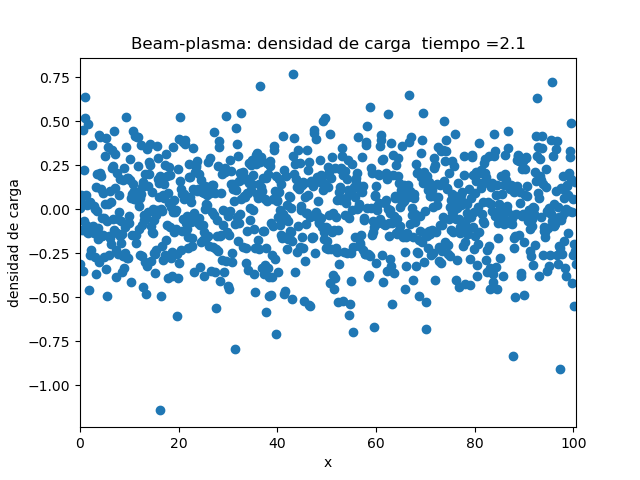 Beam-plasma: densidad de carga  tiempo =2.1
densidad de carga
0.75
0.50
0.25
0.00
−0.25
−0.50
−0.75
−1.00
0 20 40 60 80 100
x